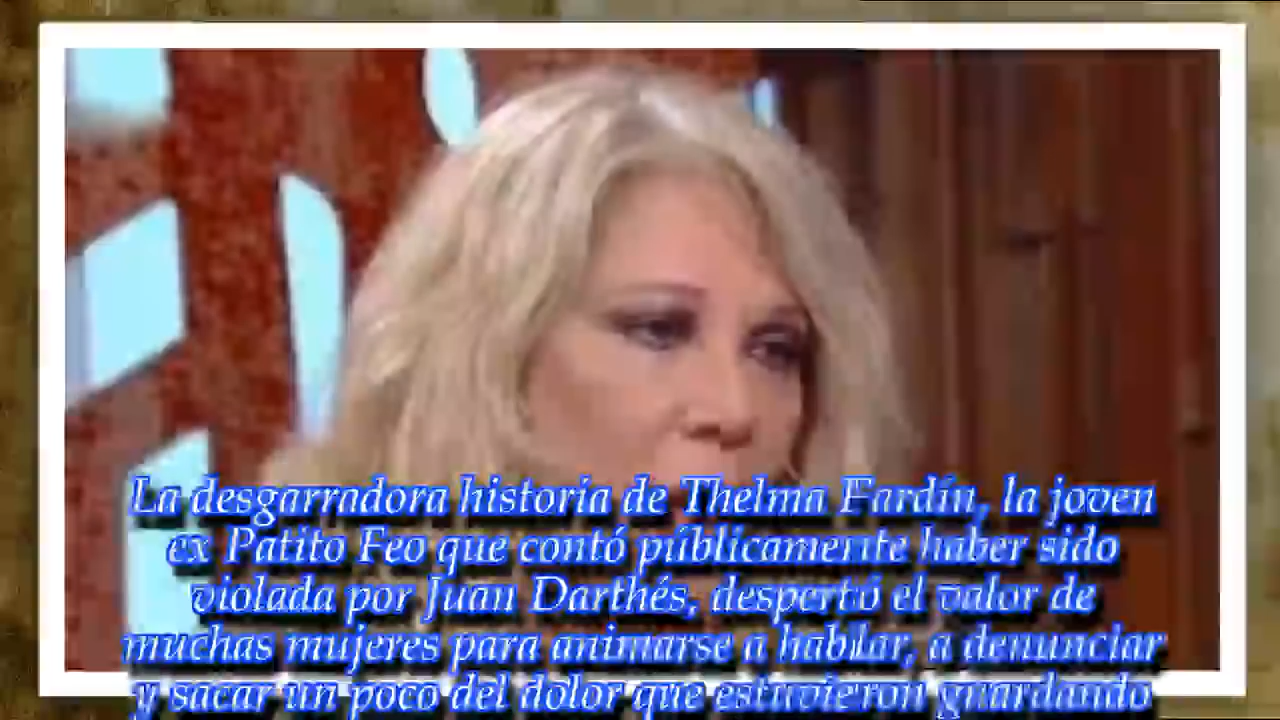 La desgarradora historia de Thelma Fardín, la joven
ex Patito Feo que contó públicamente haber sido
violada por Juan Darthés, despertó el valor de
muchas mujeres para animarse a hablar, a denunciar
y sacar un poco del dolor que estuvieron guardando